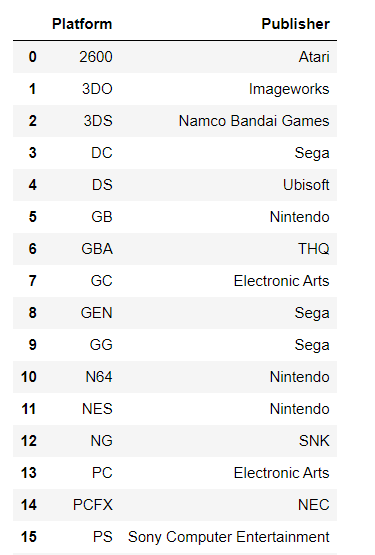 Platform Publisher
0 2600 Atari
1 3DO Imageworks
2 3DS Namco Bandai Games
3 DC Sega
4 DS Ubisoft
5 GB Nintendo
6 GBA THQ
7 GC Electronic Arts
8 GEN Sega
9 GG Sega
10 N64 Nintendo
11 NES Nintendo
12 NG SNK
13 PC Electronic Arts
14 PCFX NEC
15 PS Sony Computer Entertainment